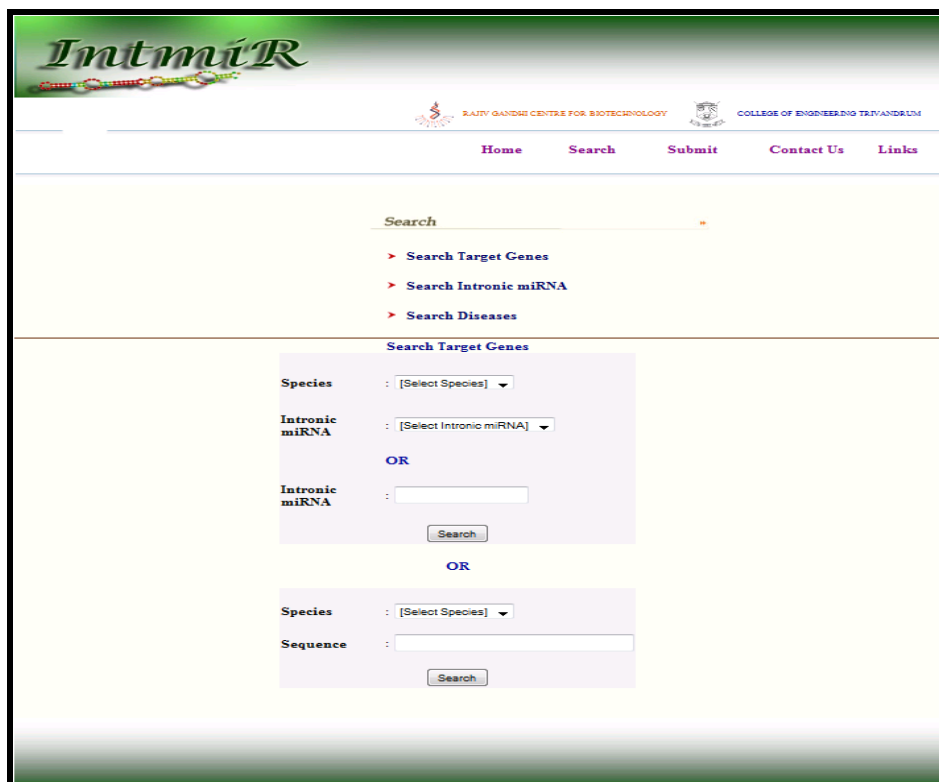 IntmiR
RAJIV GANDHI CENTRE FOR BIOTECHNOLOGY COLLEGE OF ENGINEERING TRIVANDRUM
Home Search Submit Contact Us Links
Search »
➤ Search Target Genes
➤ Search Intronic miRNA
➤ Search Diseases
Search Target Genes
Species : [Select Species]
Intronic miRNA : [Select Intronic miRNA]
OR
Intronic miRNA :
Search
OR
Species : [Select Species]
Sequence :
Search